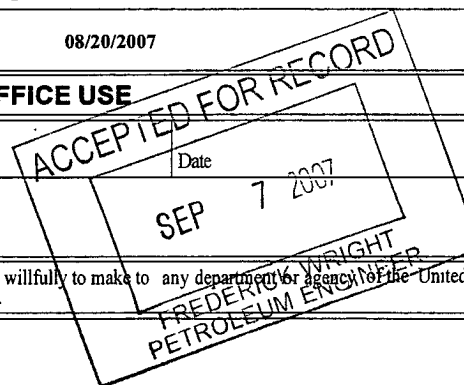 08/20/2007
FFICE USE
ACCEPTED FOR RECORD
Date
SEP 7 2007
willfully to make to any department or agency of the United
FREDERICK WRIGHT
PETROLEUM ENGINEER